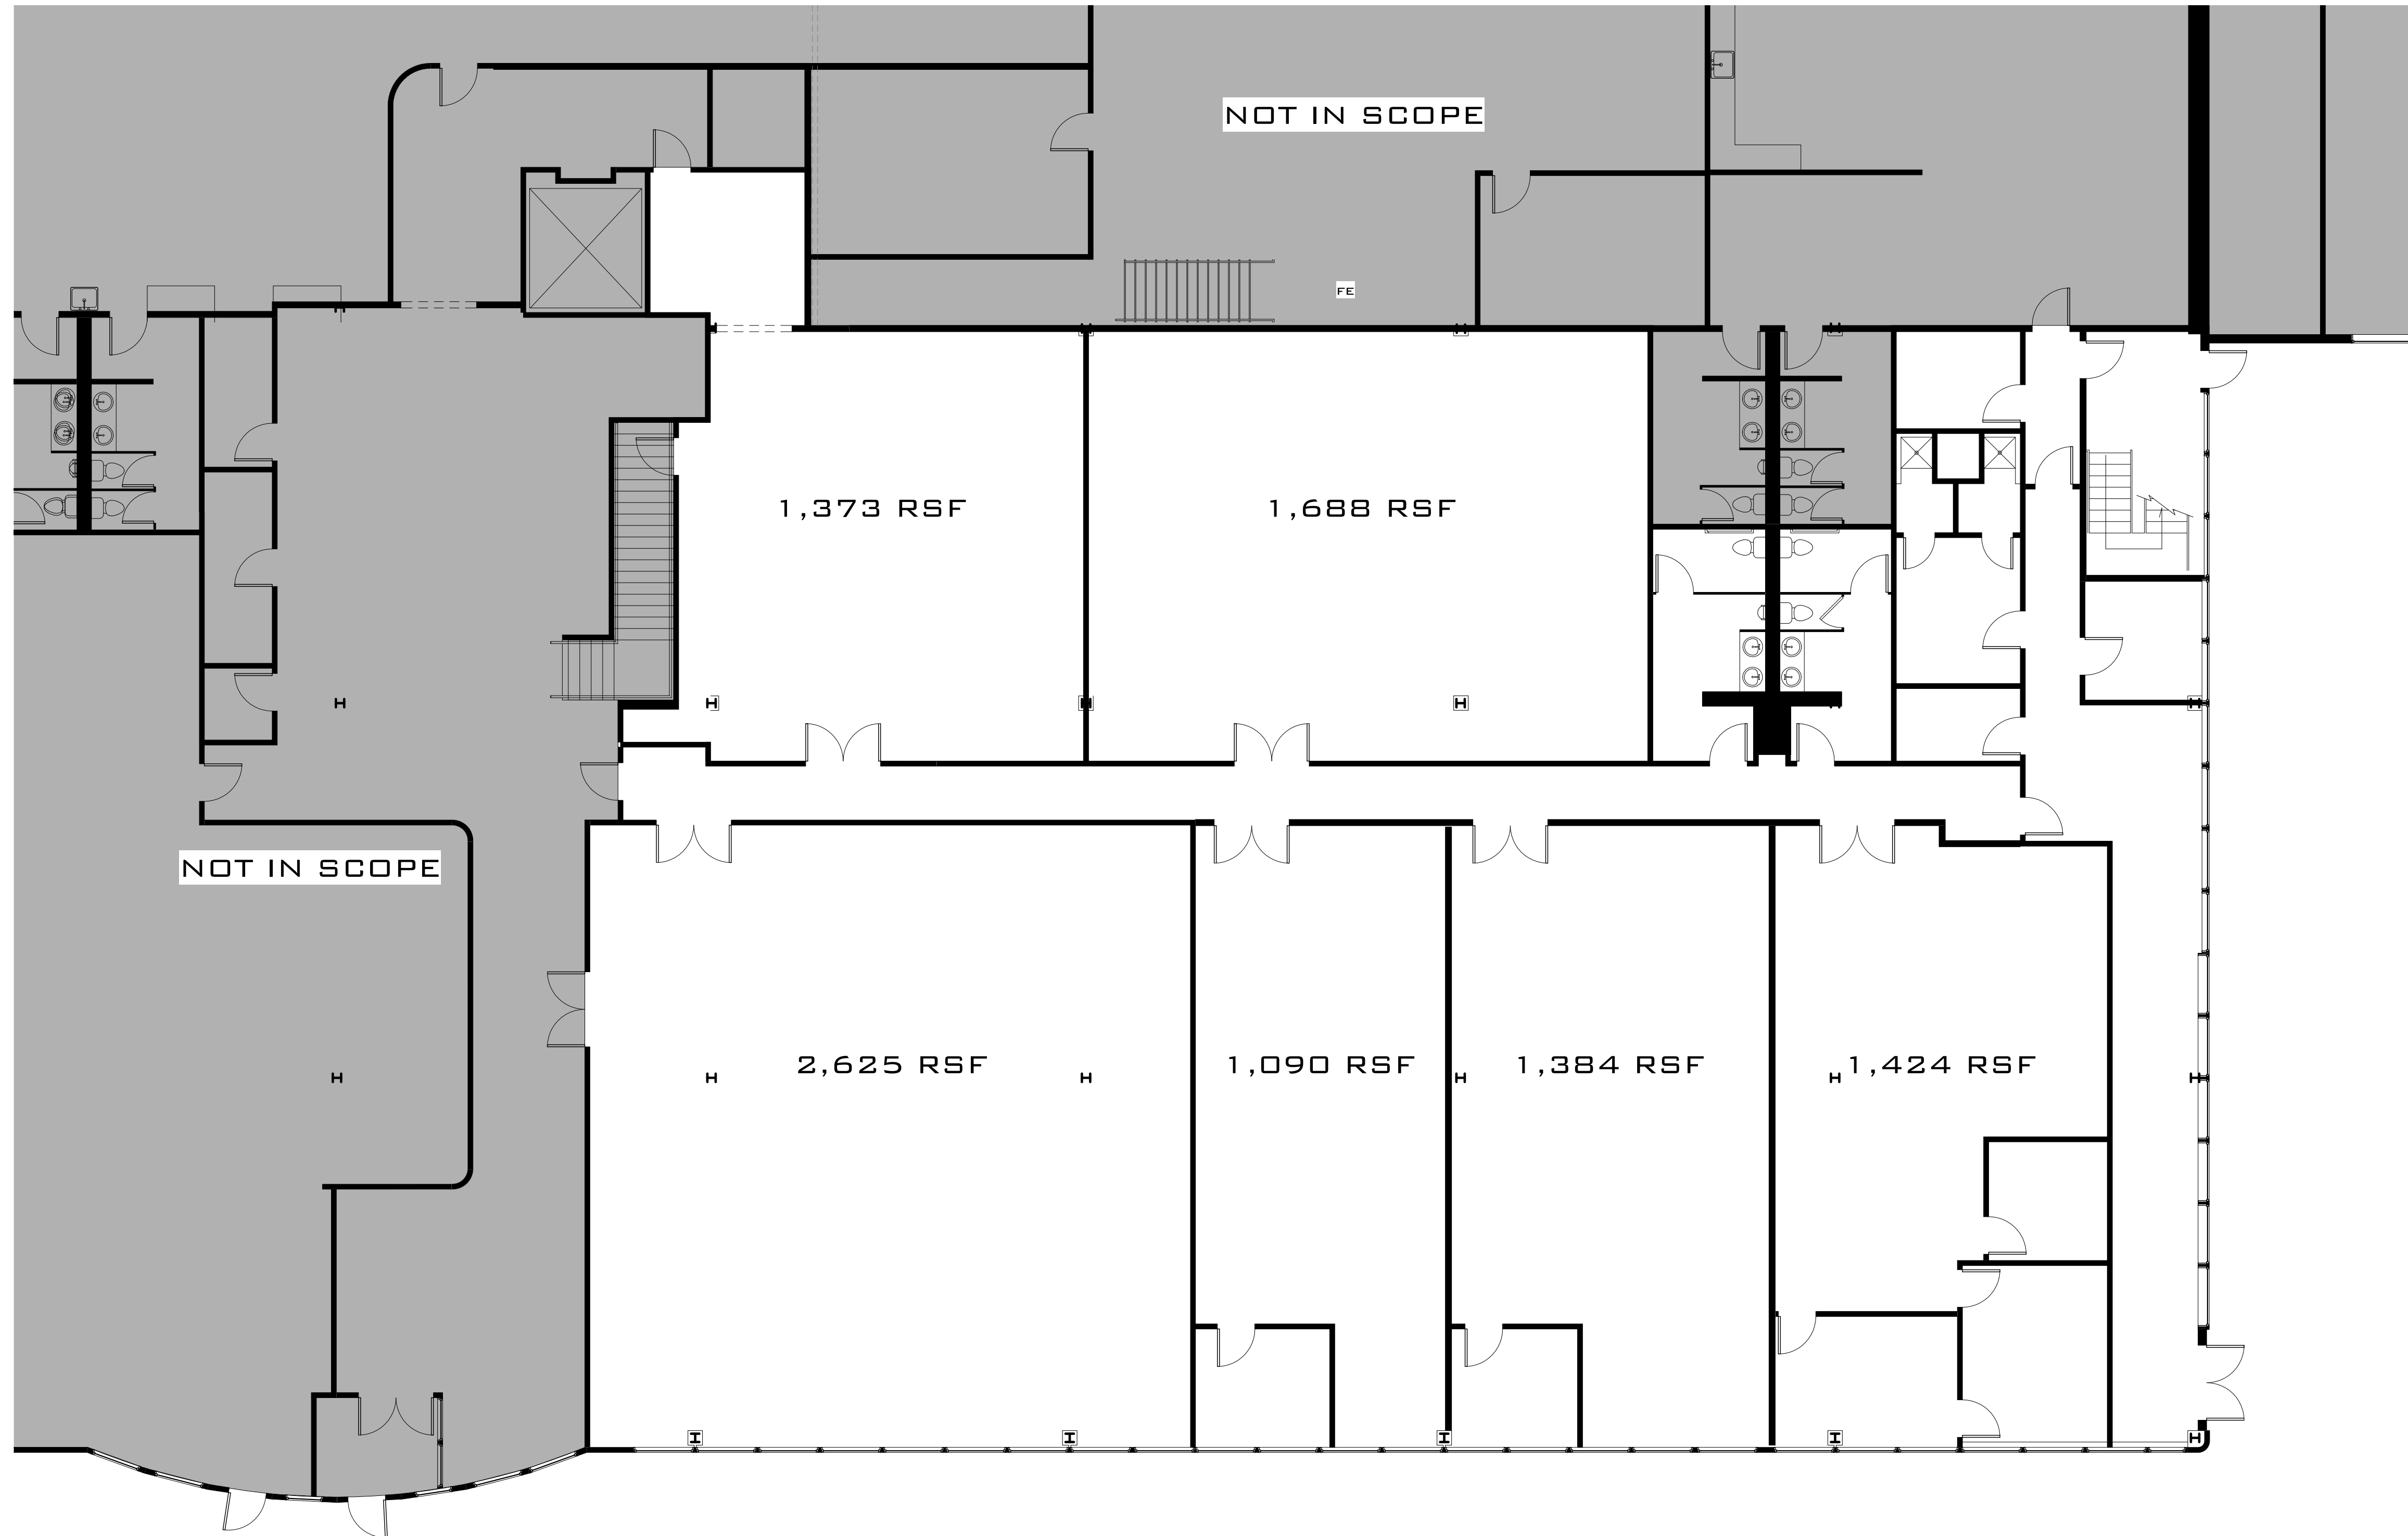 NOT IN SCOPE
FE
1,373 RSF
1,688 RSF
NOT IN SCOPE
2,625 RSF
1,090 RSF
1,384 RSF
1,424 RSF